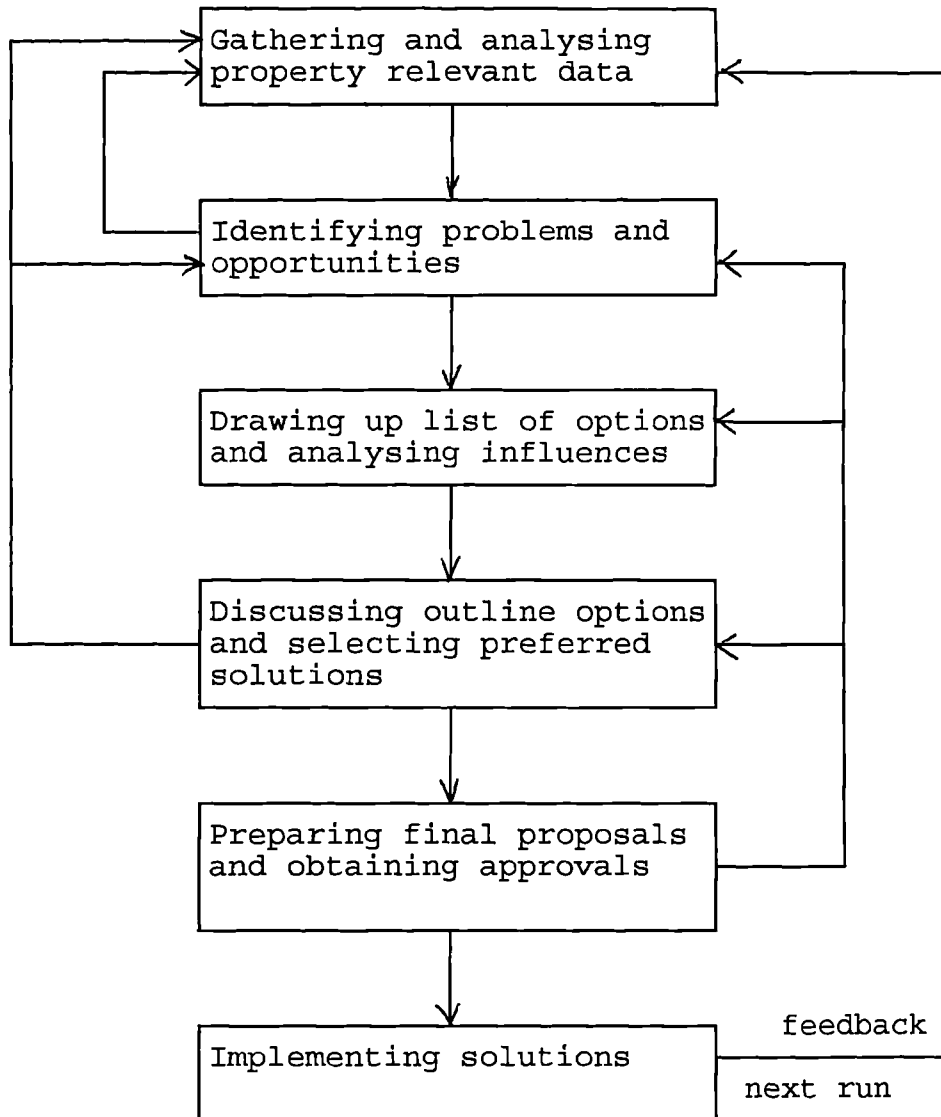 Gathering and analysing
property relevant data
Identifying problems and
opportunities
Drawing up list of options
and analysing influences
Discussing outline options
and selecting preferred
solutions
Preparing final proposals
and obtaining approvals
Implementing solutions
feedback
next run